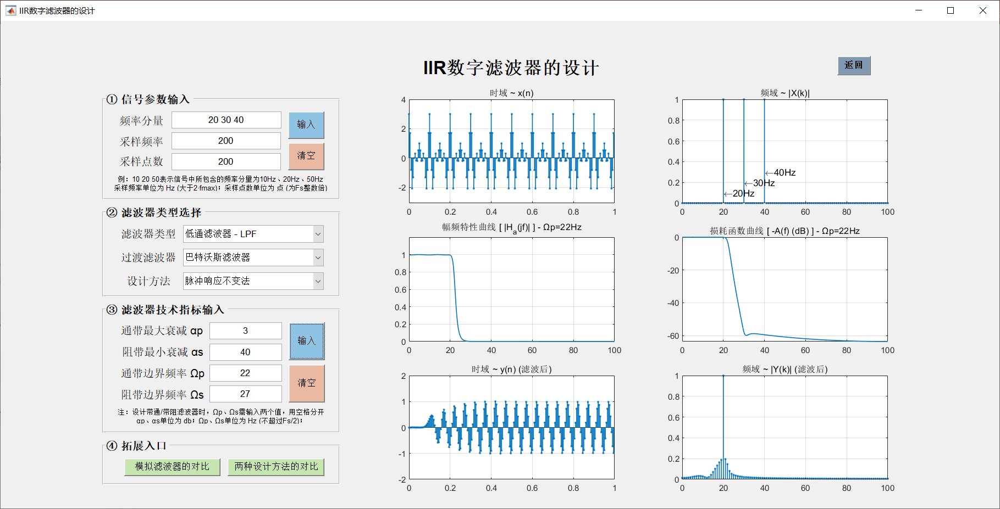 IIR数字滤波器的设计
IIR数字滤波器的设计
返回
① 信号参数输入
频率分量 20 30 40 输入
采样频率 200
采样点数 200 清空
例：10 20 50表示信号中所包含的频率分量为10Hz、20Hz、50Hz
采样频率单位为 Hz (大于2·fmax)；采样点数单位为 点 (为Fs整数倍)
② 滤波器类型选择
滤波器类型 低通滤波器 - LPF
过渡滤波器 巴特沃斯滤波器
设计方法 脉冲响应不变法
③ 滤波器技术指标输入
通带最大衰减 αp 3 输入
阻带最小衰减 αs 40
通带边界频率 Ωp 22 清空
阻带边界频率 Ωs 27
注：设计带通/带阻滤波器时，Ωp、Ωs需输入两个值，用空格分开
αp、αs单位为 db；Ωp、Ωs单位为 Hz (不超过Fs/2)；
④ 拓展入口
模拟滤波器的对比 两种设计方法的对比
时域 ~ x(n)
4
2
0
-2
0 0.2 0.4 0.6 0.8 1
频域 ~ |X(k)|
1
0.8
0.6
0.4
0.2
0
←40Hz
←30Hz
←20Hz
0 20 40 60 80 100
幅频特性曲线 [ |Ha(jf)| ] - Ωp=22Hz
1
0.8
0.6
0.4
0.2
0
0 20 40 60 80 100
损耗函数曲线 [ -A(f) (dB) ] - Ωp=22Hz
0
-20
-40
-60
0 20 40 60 80 100
时域 ~ y(n) (滤波后)
2
1
0
-1
-2
0 0.2 0.4 0.6 0.8 1
频域 ~ |Y(k)| (滤波后)
1
0.8
0.6
0.4
0.2
0
0 20 40 60 80 100